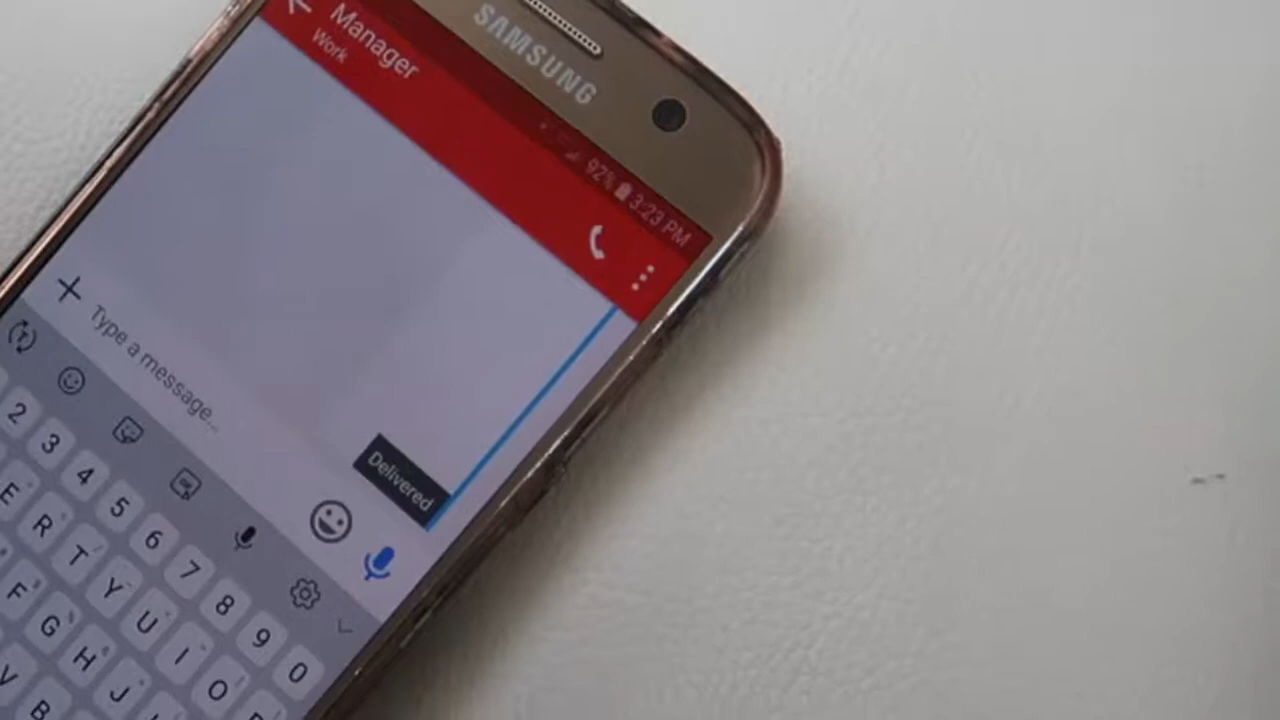 SAMSUNG
92% 3:23 PM
Manager
Work
Delivered
Type a message...
2 3 4 5 6 7 8 9 0
E R T Y U I O
F G H J
V B